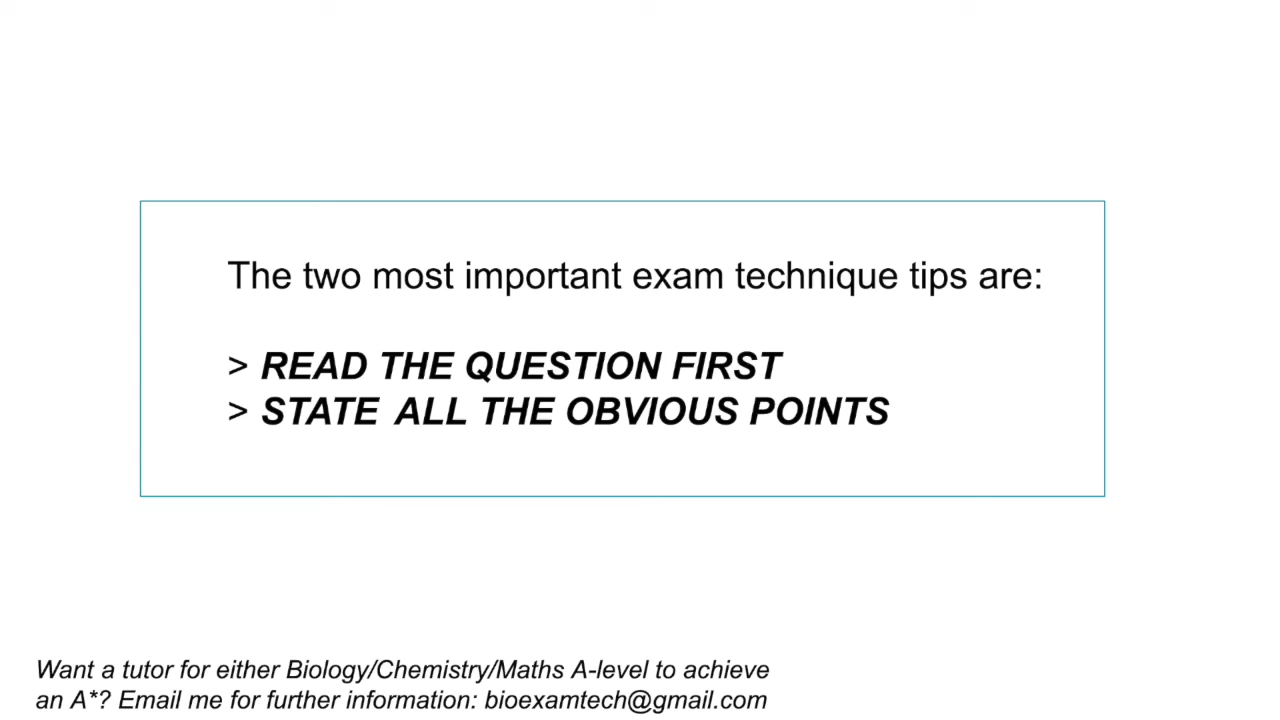 The two most important exam technique tips are:
> READ THE QUESTION FIRST
> STATE ALL THE OBVIOUS POINTS
Want a tutor for either Biology/Chemistry/Maths A-level to achieve
an A*? Email me for further information: bioexamtech@gmail.com